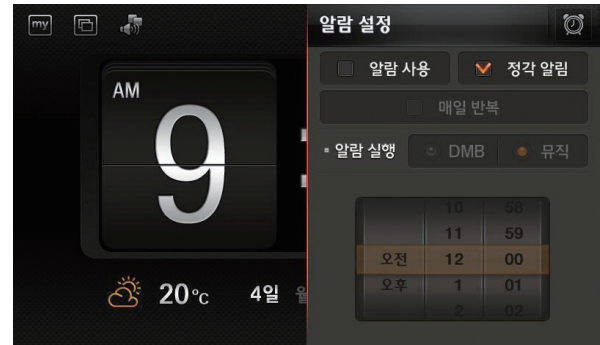 my
알람 설정
알람 사용
정각 알림
매일 반복
AM
9
알람 실행
DMB
뮤직
10 58
11 59
오전 12 00
오후 1 01
2 02
20°C 4일 월